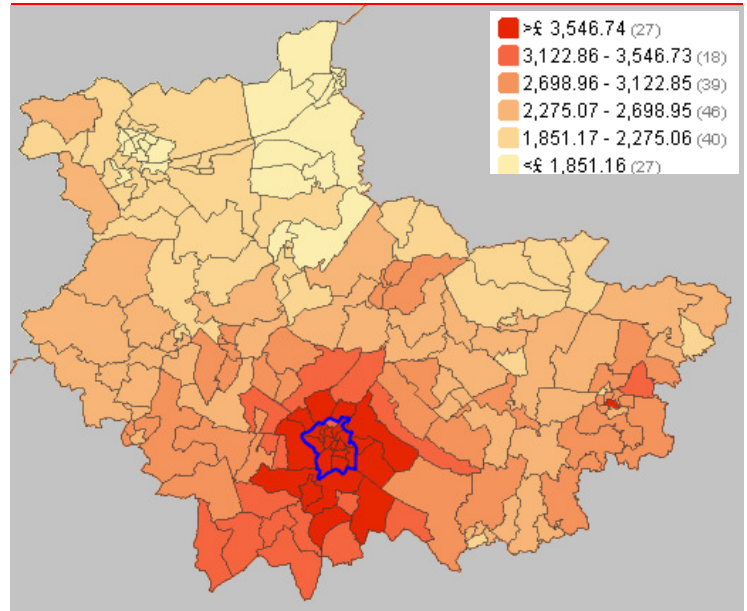 >£ 3,546.74 (27)
3,122.86 - 3,546.73 (18)
2,698.96 - 3,122.85 (39)
2,275.07 - 2,698.95 (46)
1,851.17 - 2,275.06 (40)
<£ 1,851.16 (27)